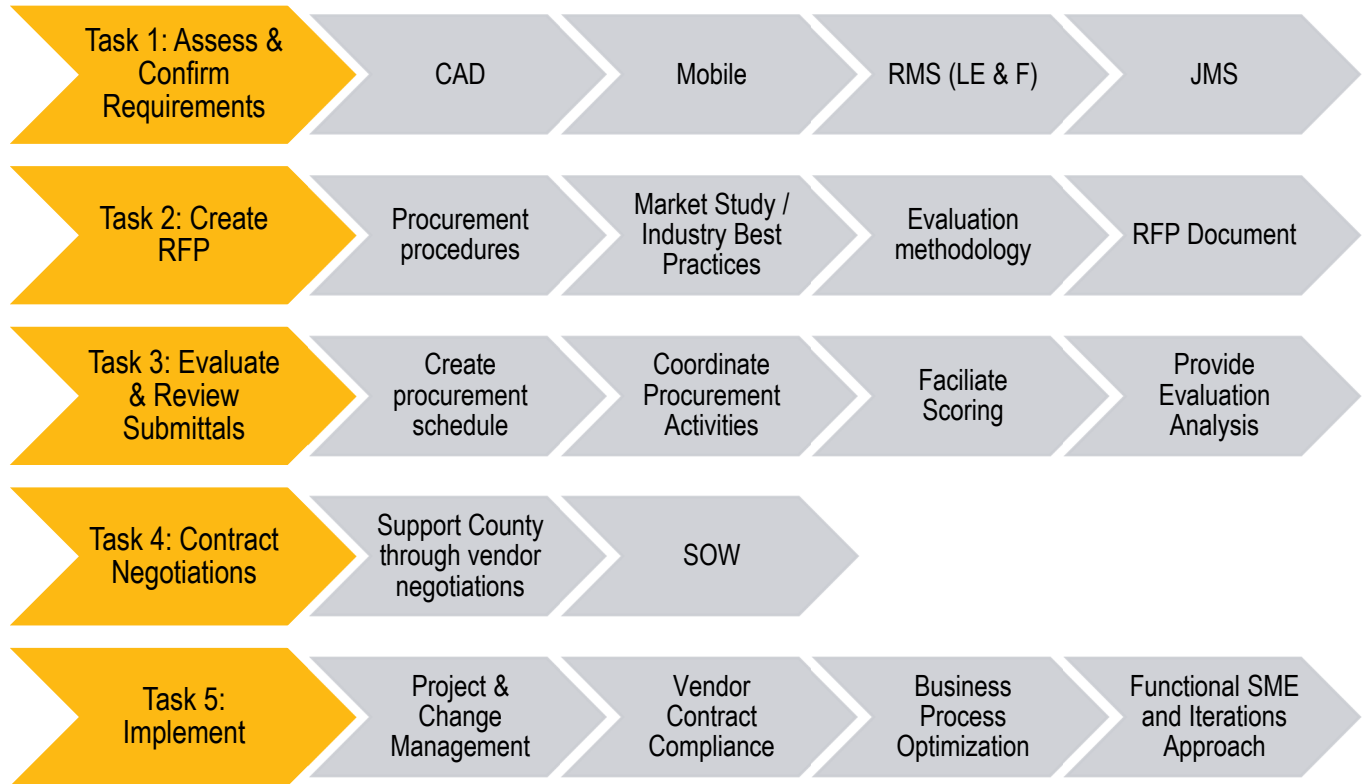 Task 1: Assess &
Confirm
Requirements
CAD
Mobile
RMS (LE & F)
JMS
Task 2: Create
RFP
Procurement
procedures
Market Study /
Industry Best
Practices
Evaluation
methodology
RFP Document
Task 3: Evaluate
& Review
Submittals
Create
procurement
schedule
Coordinate
Procurement
Activities
Faciliate
Scoring
Provide
Evaluation
Analysis
Task 4: Contract
Negotiations
Support County
through vendor
negotiations
SOW
Task 5:
Implement
Project &
Change
Management
Vendor
Contract
Compliance
Business
Process
Optimization
Functional SME
and Iterations
Approach